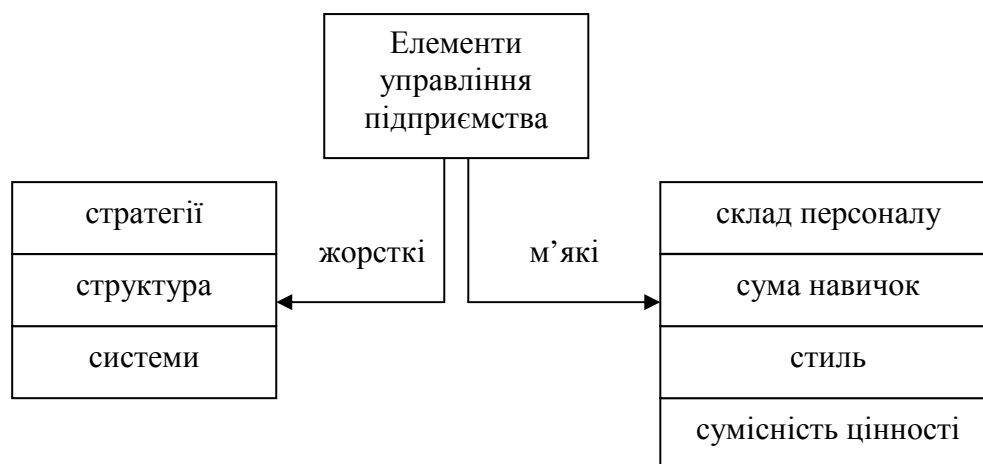 Елементи
управління
підприємства
стратегії
структура
системи
жорсткі
м’які
склад персоналу
сума навичок
стиль
сумісність цінності